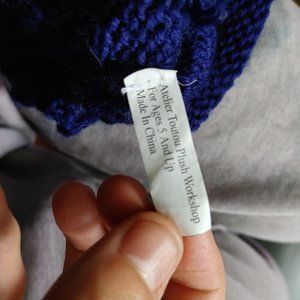 Atelier Toutou Plush Workshop
For Ages 5 And Up
Made In China